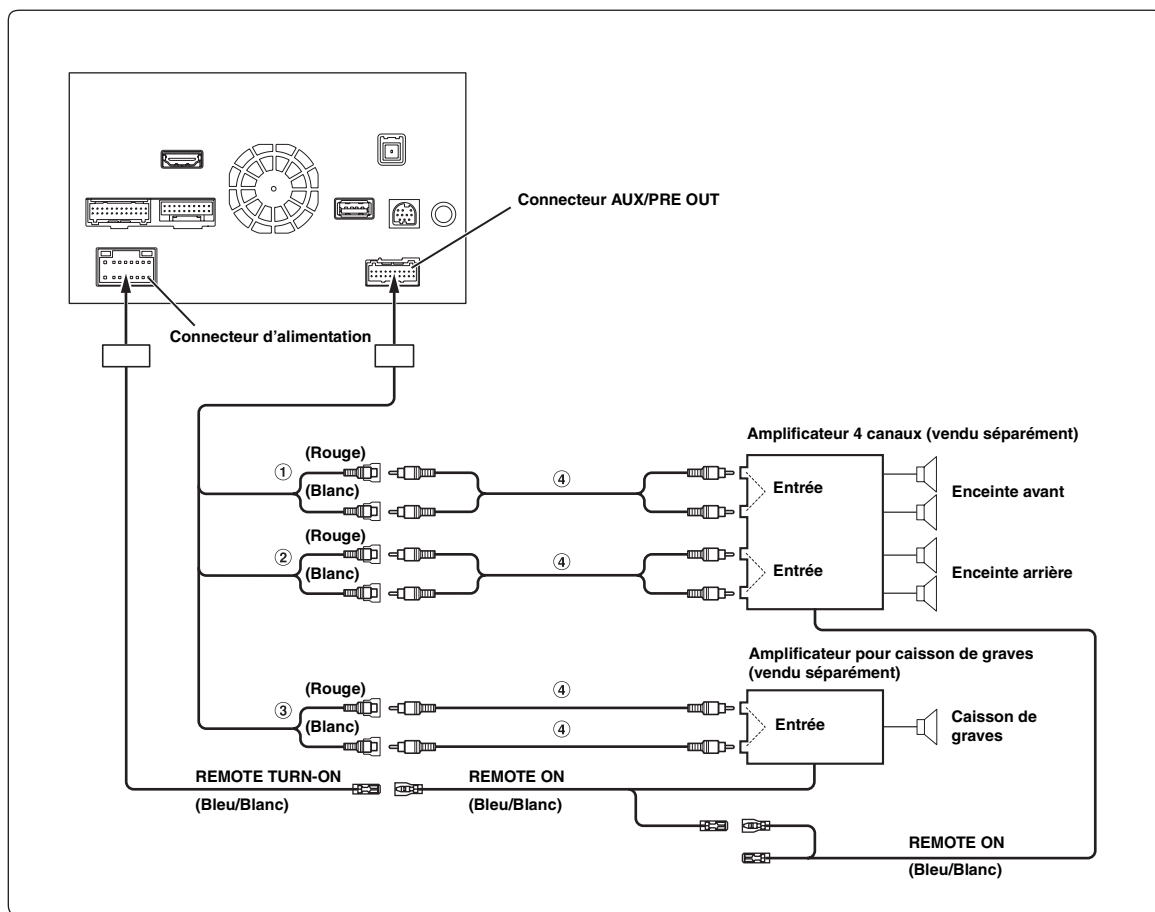 Connecteur AUX/PRE OUT
Connecteur d'alimentation
Amplificateur 4 canaux (vendu séparément)
(Rouge)
①
④
(Blanc)
Entrée
Enceinte avant
(Rouge)
②
④
(Blanc)
Entrée
Enceinte arrière
Amplificateur pour caisson de graves
(vendu séparément)
(Rouge)
④
③
(Blanc)
④
Entrée
Caisson de
graves
REMOTE TURN-ON
(Bleu/Blanc)
REMOTE ON
(Bleu/Blanc)
REMOTE ON
(Bleu/Blanc)